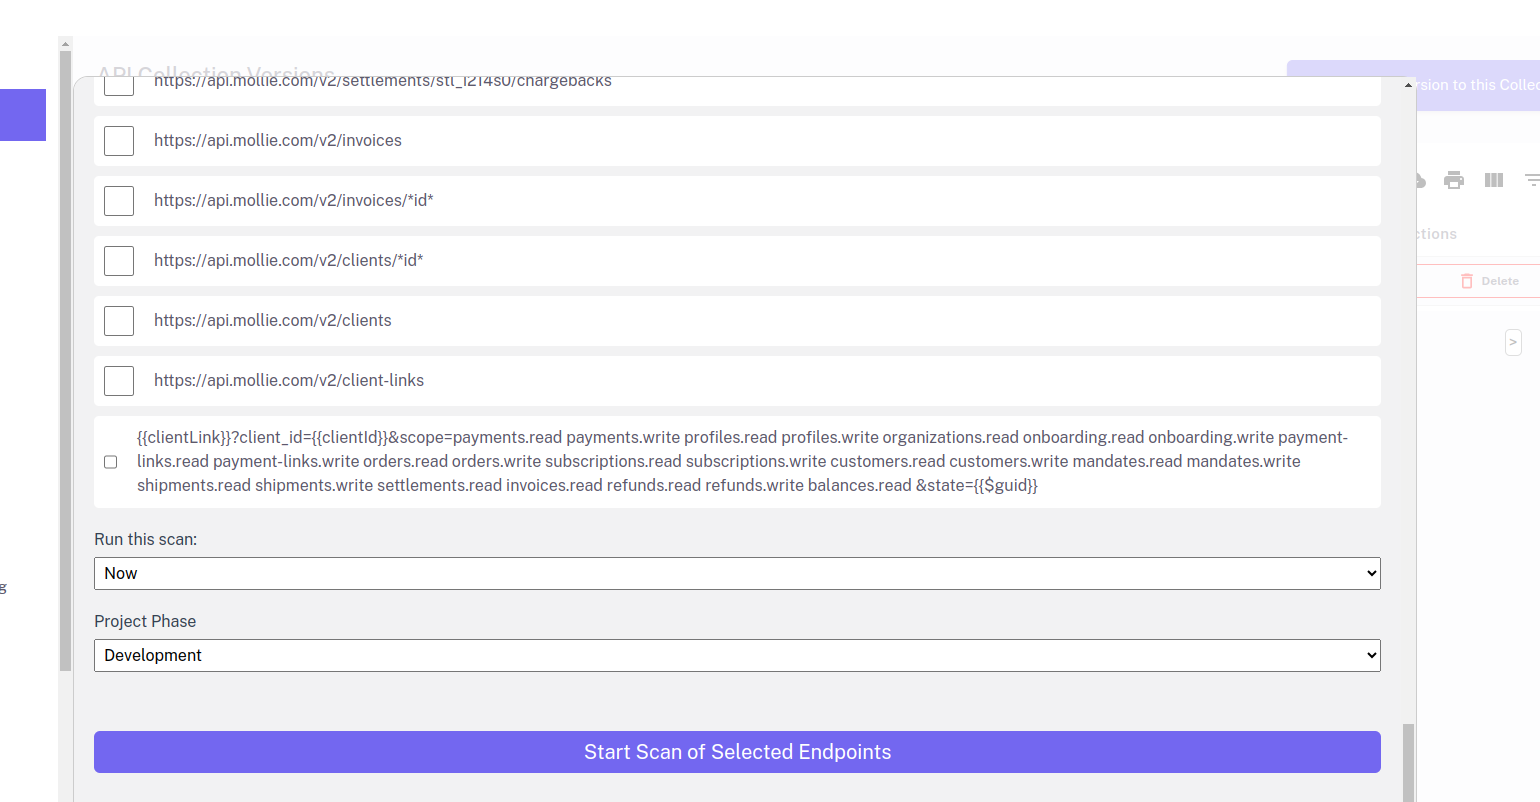 API Collection Versions
https://api.mollie.com/v2/settlements/stl_1214s0/chargebacks
rsion to this Collec
https://api.mollie.com/v2/invoices
https://api.mollie.com/v2/invoices/*id*
ctions
https://api.mollie.com/v2/clients/*id*
Delete
https://api.mollie.com/v2/clients
>
https://api.mollie.com/v2/client-links
{{clientLink}}?client_id={{clientId}}&scope=payments.read payments.write profiles.read profiles.write organizations.read onboarding.read onboarding.write payment-
links.read payment-links.write orders.read orders.write subscriptions.read subscriptions.write customers.read customers.write mandates.read mandates.write
shipments.read shipments.write settlements.read invoices.read refunds.read refunds.write balances.read &state={{$guid}}
Run this scan:
Now
g
Project Phase
Development
Start Scan of Selected Endpoints